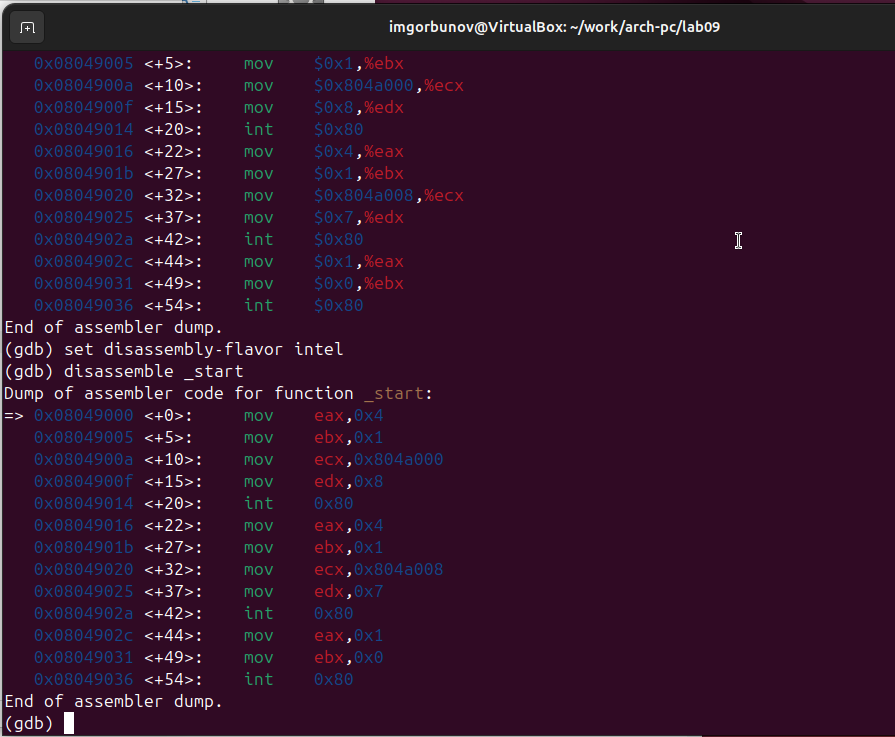 imgorbunov@VirtualBox: ~/work/arch-pc/lab09
0x08049005 <+5>: mov $0x1,%ebx
0x0804900a <+10>: mov $0x804a000,%ecx
0x0804900f <+15>: mov $0x8,%edx
0x08049014 <+20>: int $0x80
0x08049016 <+22>: mov $0x4,%eax
0x0804901b <+27>: mov $0x1,%ebx
0x08049020 <+32>: mov $0x804a008,%ecx
0x08049025 <+37>: mov $0x7,%edx
0x0804902a <+42>: int $0x80
0x0804902c <+44>: mov $0x1,%eax
0x08049031 <+49>: mov $0x0,%ebx
0x08049036 <+54>: int $0x80
End of assembler dump.
(gdb) set disassembly-flavor intel
(gdb) disassemble _start
Dump of assembler code for function _start:
=> 0x08049000 <+0>: mov eax,0x4
0x08049005 <+5>: mov ebx,0x1
0x0804900a <+10>: mov ecx,0x804a000
0x0804900f <+15>: mov edx,0x8
0x08049014 <+20>: int 0x80
0x08049016 <+22>: mov eax,0x4
0x0804901b <+27>: mov ebx,0x1
0x08049020 <+32>: mov ecx,0x804a008
0x08049025 <+37>: mov edx,0x7
0x0804902a <+42>: int 0x80
0x0804902c <+44>: mov eax,0x1
0x08049031 <+49>: mov ebx,0x0
0x08049036 <+54>: int 0x80
End of assembler dump.
(gdb)